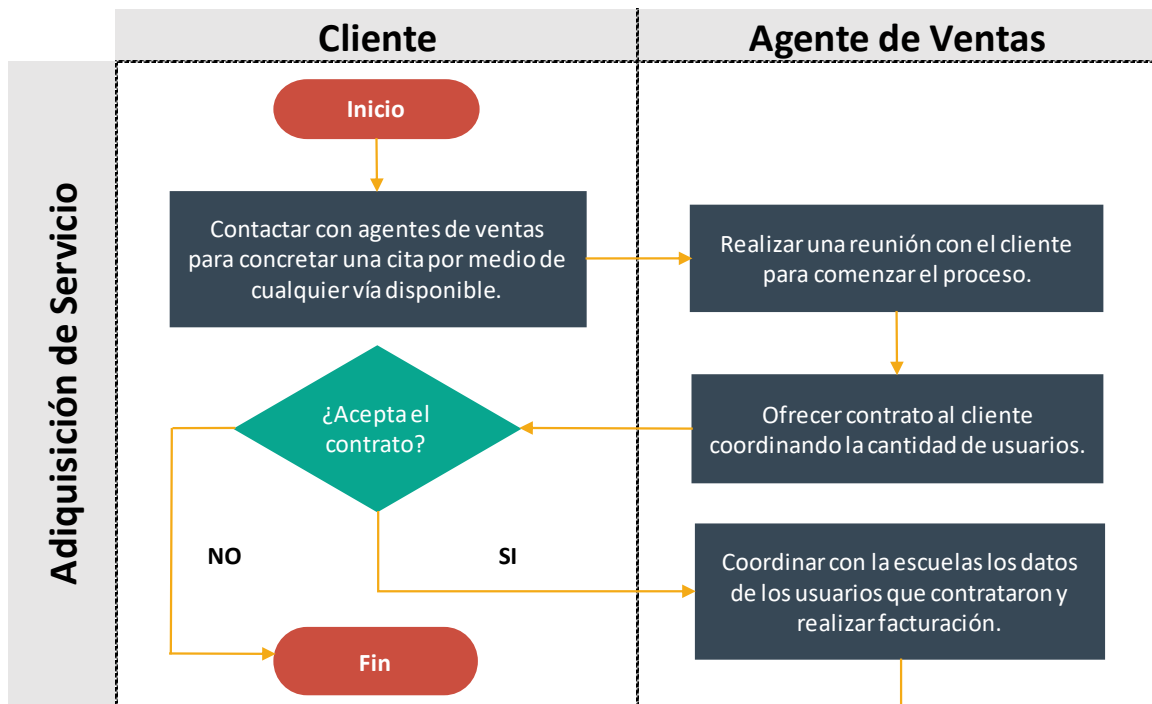 Cliente
Agente de Ventas
Adiquisición de Servicio
Inicio
Contactar con agentes de ventas
para concretar una cita por medio de
cualquier vía disponible.
Realizar una reunión con el cliente
para comenzar el proceso.
¿Acepta el
contrato?
Ofrecer contrato al cliente
coordinando la cantidad de usuarios.
NO
SI
Coordinar con la escuelas los datos
de los usuarios que contrataron y
realizar facturación.
Fin